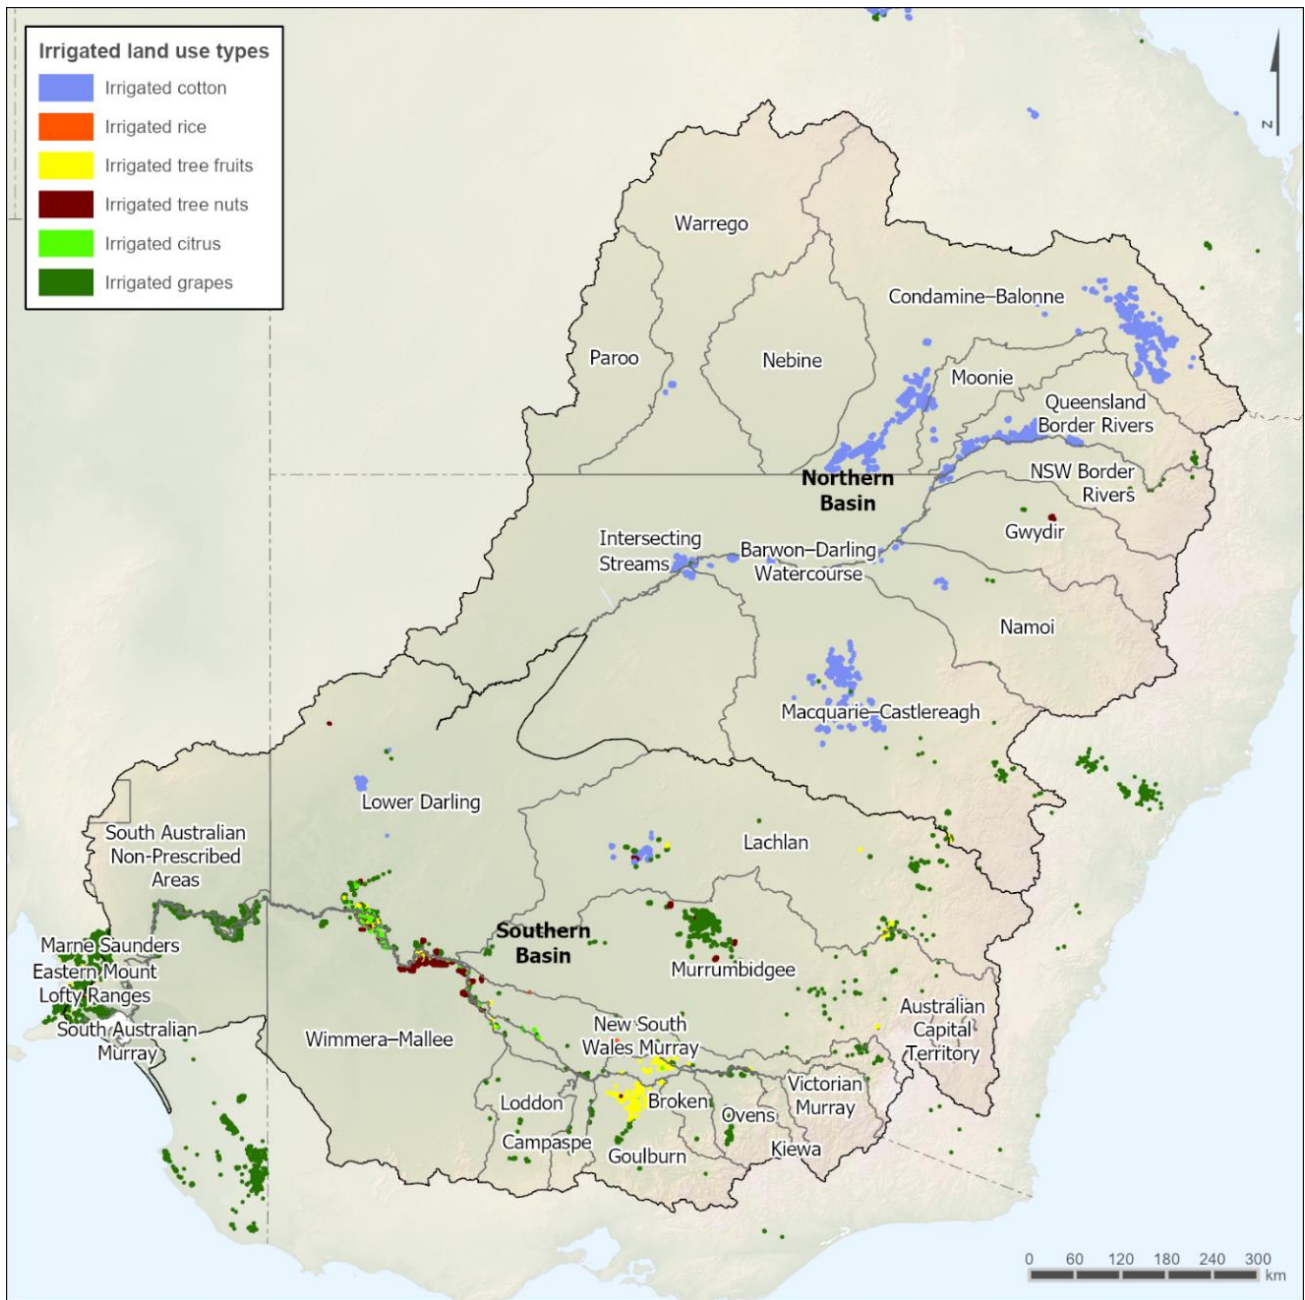 Irrigated land use types
Irrigated cotton
Irrigated rice
Irrigated tree fruits
Irrigated tree nuts
Irrigated citrus
Irrigated grapes
N
Warrego
Condamine–Balonne
Paroo
Nebine
Moonie
Queensland
Border Rivers
Northern
Basin
NSW Border
Rivers
Gwydir
Intersecting
Streams
Barwon–Darling
Watercourse
Namoi
Macquarie–Castlereagh
Lower Darling
South Australian
Non-Prescribed
Areas
Lachlan
Southern
Basin
Marne Saunders
Eastern Mount
Lofty Ranges
South Australian
Murray
Murrumbidgee
Wimmera–Mallee
New South
Wales Murray
Australian
Capital
Territory
Loddon
Broken
Ovens
Victorian
Murray
Campaspe
Goulburn
Kiewa
0 60 120 180 240 300
km